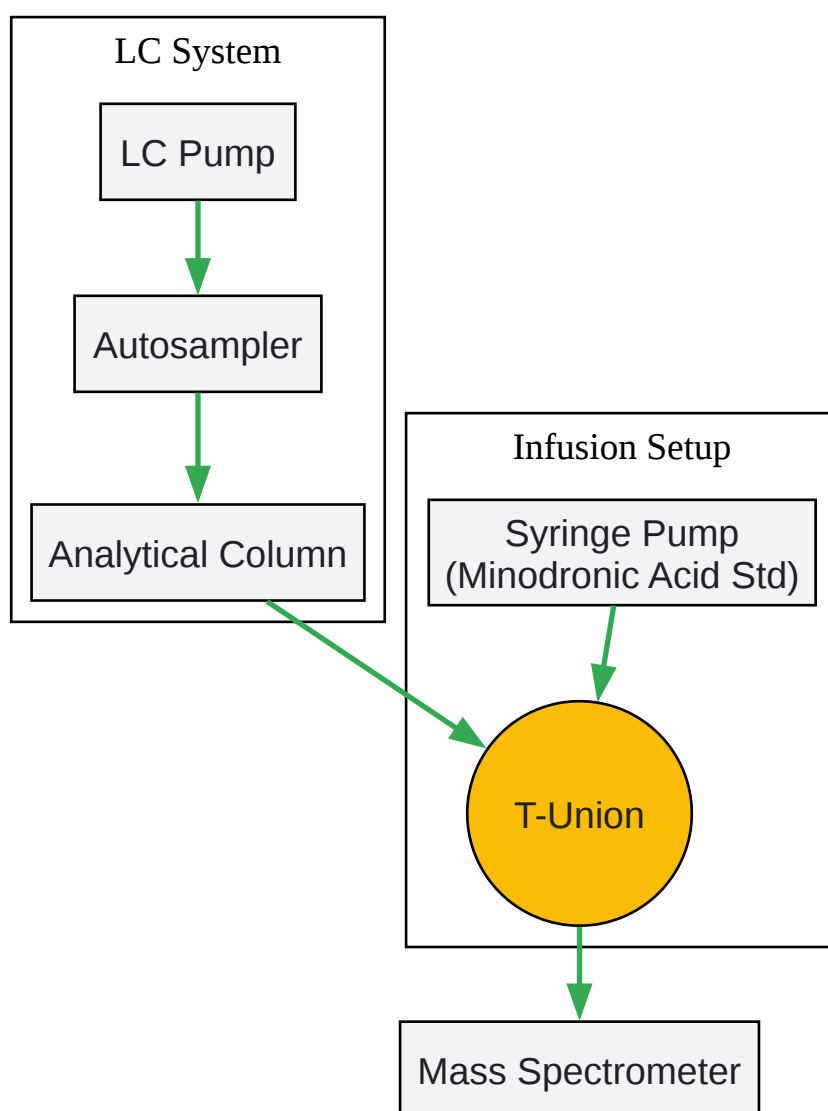 LC System
LC Pump
Autosampler
Analytical Column
Infusion Setup
Syringe Pump
(Minodronic Acid Std)
T-Union
Mass Spectrometer